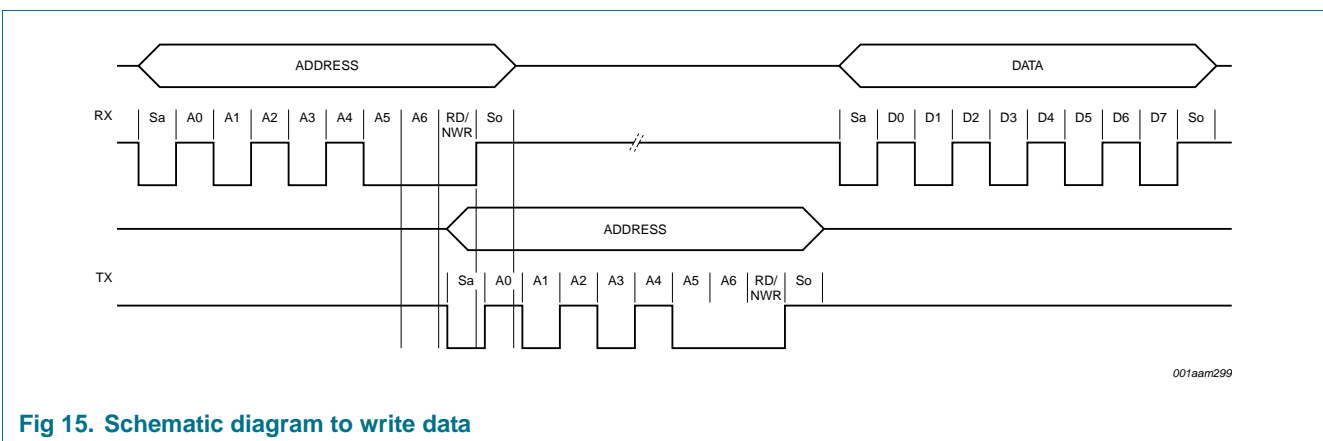 ADDRESS DATA
RX Sa A0 A1 A2 A3 A4 A5 A6 RD/NWR So Sa D0 D1 D2 D3 D4 D5 D6 D7 So
ADDRESS
TX Sa A0 A1 A2 A3 A4 A5 A6 RD/NWR So
001aam299
Fig 15. Schematic diagram to write data